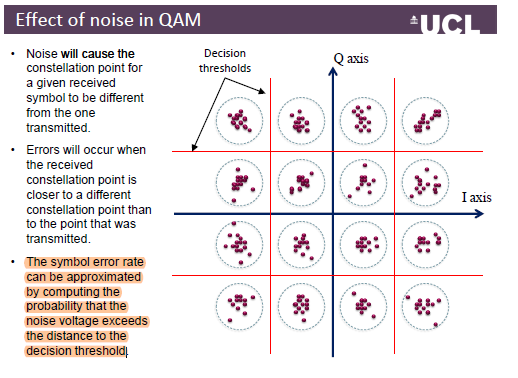 Effect of noise in QAM
UCL
• Noise will cause the
constellation point for
a given received
symbol to be different
from the one
transmitted.
• Errors will occur when
the received
constellation point is
closer to a different
constellation point than
to the point that was
transmitted.
• The symbol error rate
can be approximated
by computing the
probability that the
noise voltage exceeds
the distance to the
decision threshold.
Decision
thresholds
Q axis
I axis